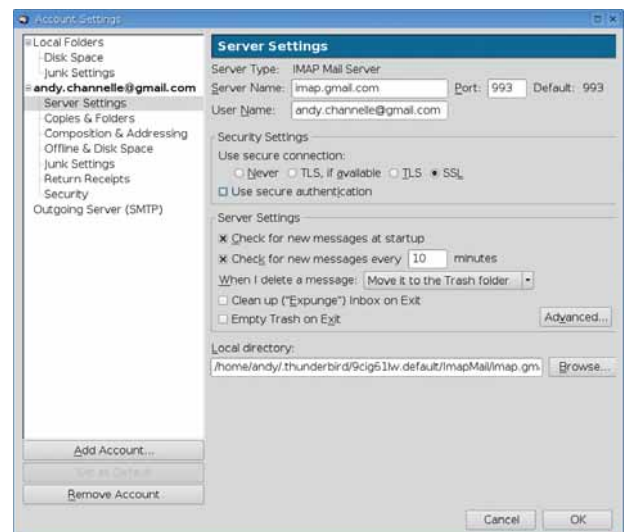 Account Settings
Local Folders
Disk Space
Junk Settings
andy.channelle@gmail.com
Server Settings
Copies & Folders
Composition & Addressing
Offline & Disk Space
Junk Settings
Return Receipts
Security
Outgoing Server (SMTP)
Add Account...
Set as Default
Remove Account
Server Settings
Server Type: IMAP Mail Server
Server Name: imap.gmail.com Port: 993 Default: 993
User Name: andy.channelle@gmail.com
Security Settings
Use secure connection:
Never TLS, if available TLS SSL
Use secure authentication
Server Settings
Check for new messages at startup
Check for new messages every 10 minutes
When I delete a message: Move it to the Trash folder
Clean up ("Expunge") Inbox on Exit
Empty Trash on Exit
Advanced...
Local directory:
/home/andy/.thunderbird/9cig61lw.default/ImapMail/imap.gm
Browse...
Cancel OK